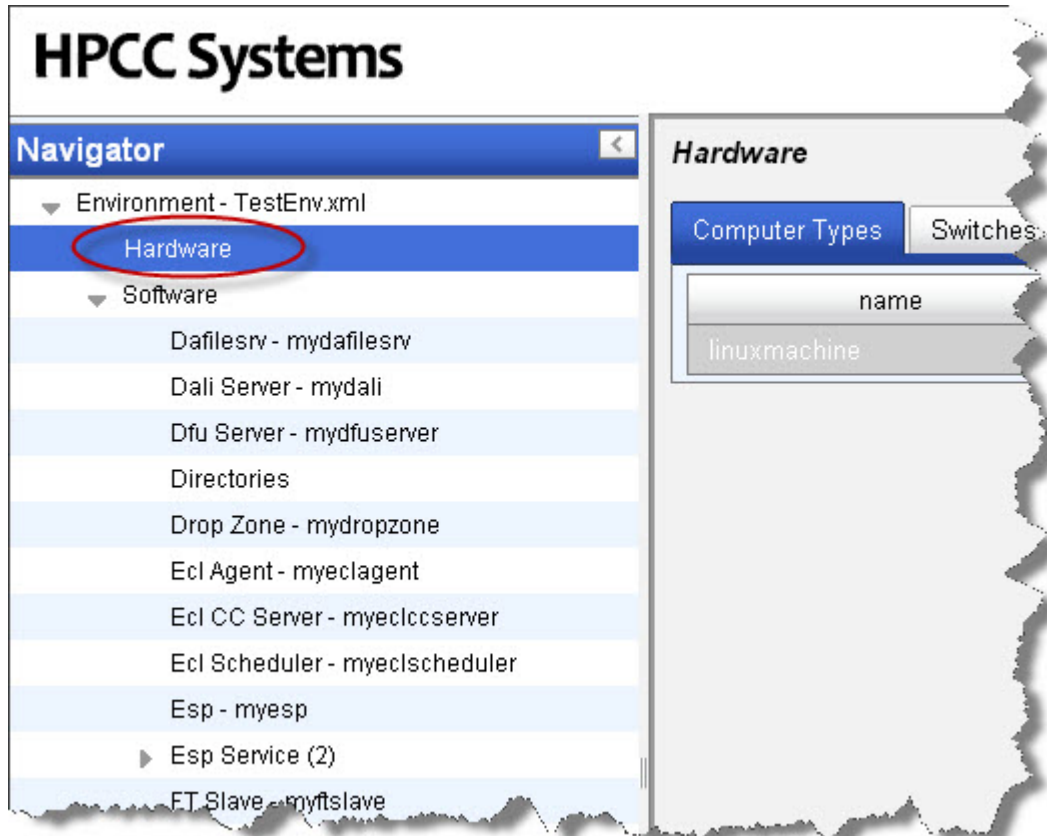 HPCC Systems
Navigator
Environment - TestEnv.xml
Hardware
Software
Dafilesrv - mydafilesrv
Dali Server - mydali
Dfu Server - mydfuserver
Directories
Drop Zone - mydropzone
Ecl Agent - myeclagent
Ecl CC Server - myeclccserver
Ecl Scheduler - myeclscheduler
Esp - myesp
Esp Service (2)
FT Slave - myftslave
Hardware
Computer Types Switches
name
linuxmachine